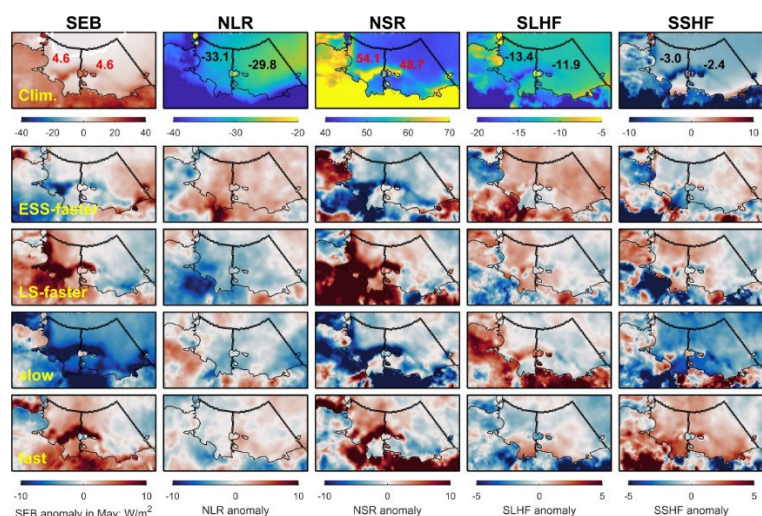 SEB NLR NSR SLHF SSHF
4.6 4.6 -33.1 -29.8 54.1 48.7 -13.4 -11.9 -3.0 -2.4
Clim.
-40 -20 0 20 40 -40 -30 -20 40 50 60 70 -20 -15 -10 -5 -10 0 10
ESS-faster
LS-faster
slow
fast
-10 0 10 -10 0 10 -10 0 10 -5 0 5 -5 0 5
SEB anomaly in May: W/m² NLR anomaly NSR anomaly SLHF anomaly SSHF anomaly